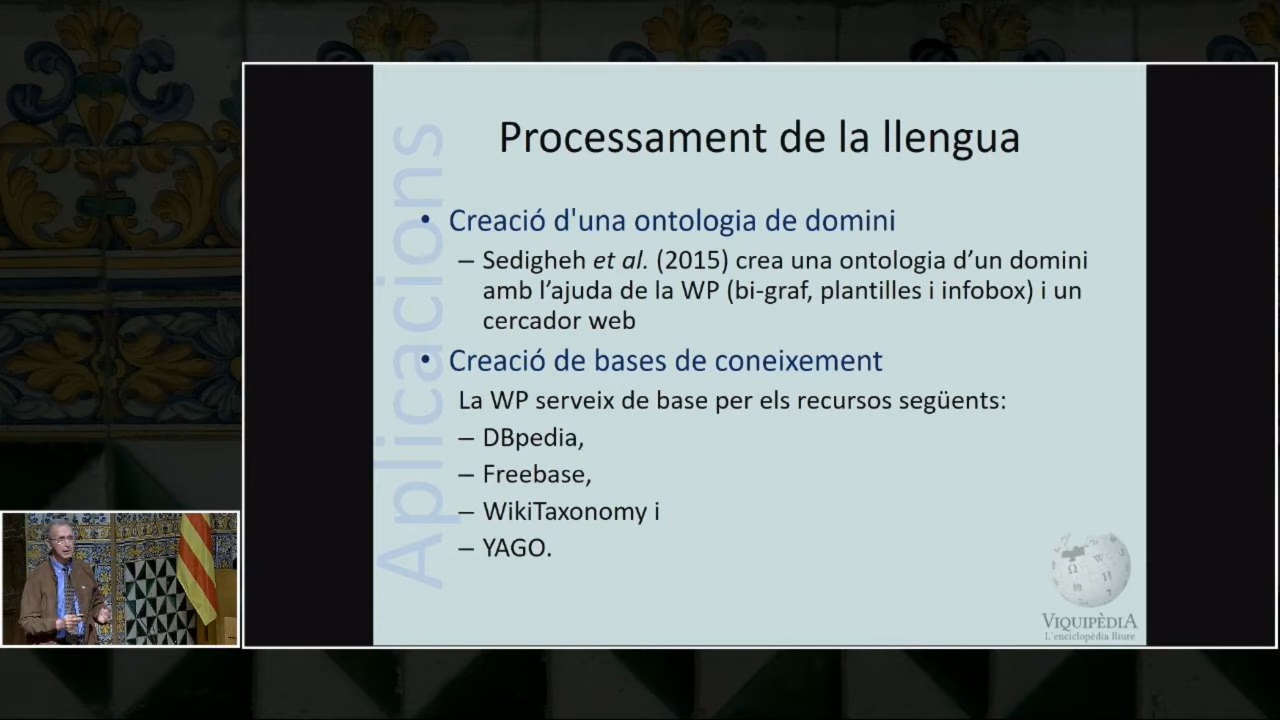 Aplicacions
Processament de la llengua
• Creació d'una ontologia de domini
– Sedigheh et al. (2015) crea una ontologia d’un domini
amb l’ajuda de la WP (bi-graf, plantilles i infobox) i un
cercador web
• Creació de bases de coneixement
La WP serveix de base per els recursos següents:
– DBpedia,
– Freebase,
– WikiTaxonomy i
– YAGO.
VIQUIPÈDIA
L'enciclopèdia lliure